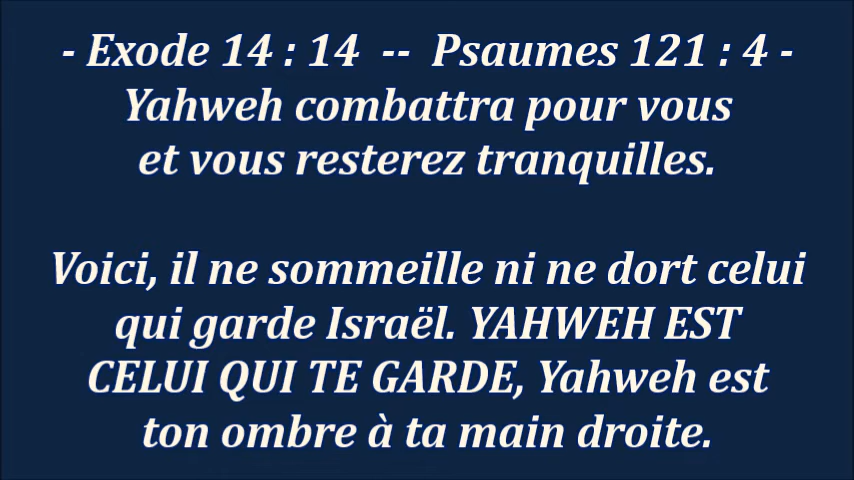 - Exode 14 : 14 -- Psaumes 121 : 4 -
Yahweh combattra pour vous
et vous resterez tranquilles.
Voici, il ne sommeille ni ne dort celui
qui garde Israël. YAHWEH EST
CELUI QUI TE GARDE, Yahweh est
ton ombre à ta main droite.